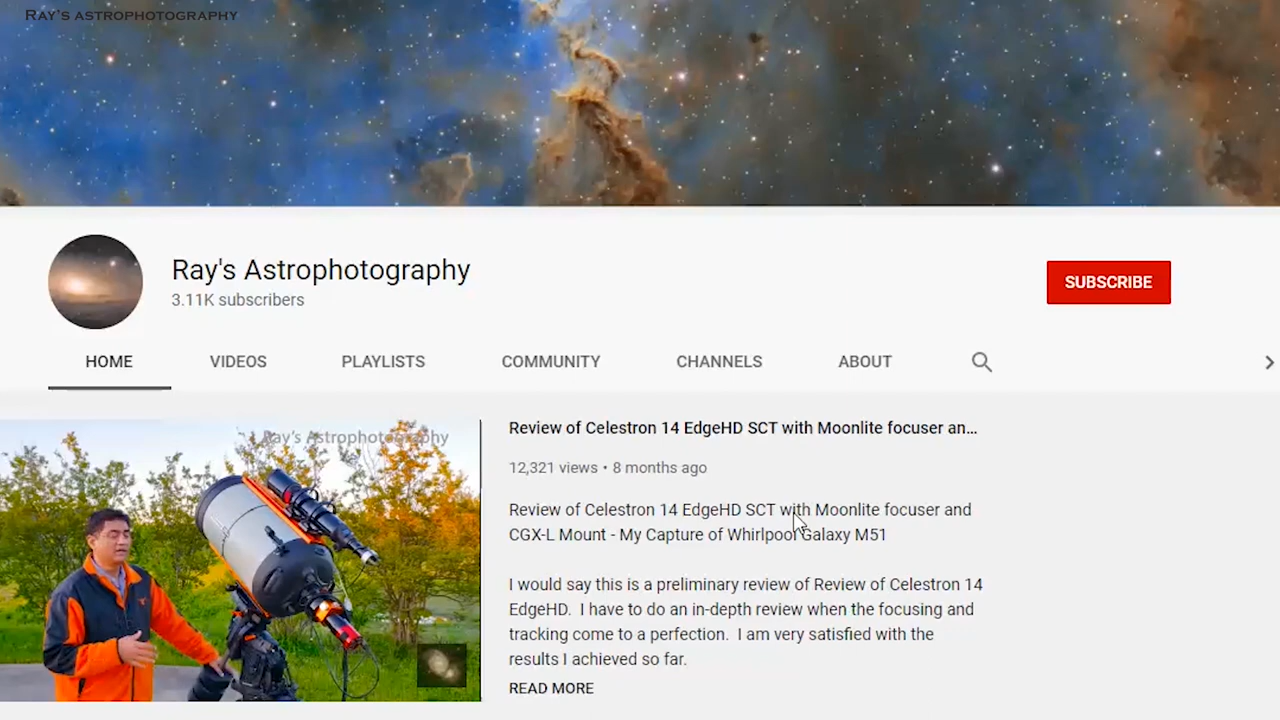 RAY'S ASTROPHOTOGRAPHY
Ray's Astrophotography
3.11K subscribers
SUBSCRIBE
HOME VIDEOS PLAYLISTS COMMUNITY CHANNELS ABOUT
Ray's Astrophotography
Review of Celestron 14 EdgeHD SCT with Moonlite focuser an...
12,321 views • 8 months ago
Review of Celestron 14 EdgeHD SCT with Moonlite focuser and
CGX-L Mount - My Capture of Whirlpool Galaxy M51
I would say this is a preliminary review of Review of Celestron 14
EdgeHD. I have to do an in-depth review when the focusing and
tracking come to a perfection. I am very satisfied with the
results I achieved so far.
READ MORE